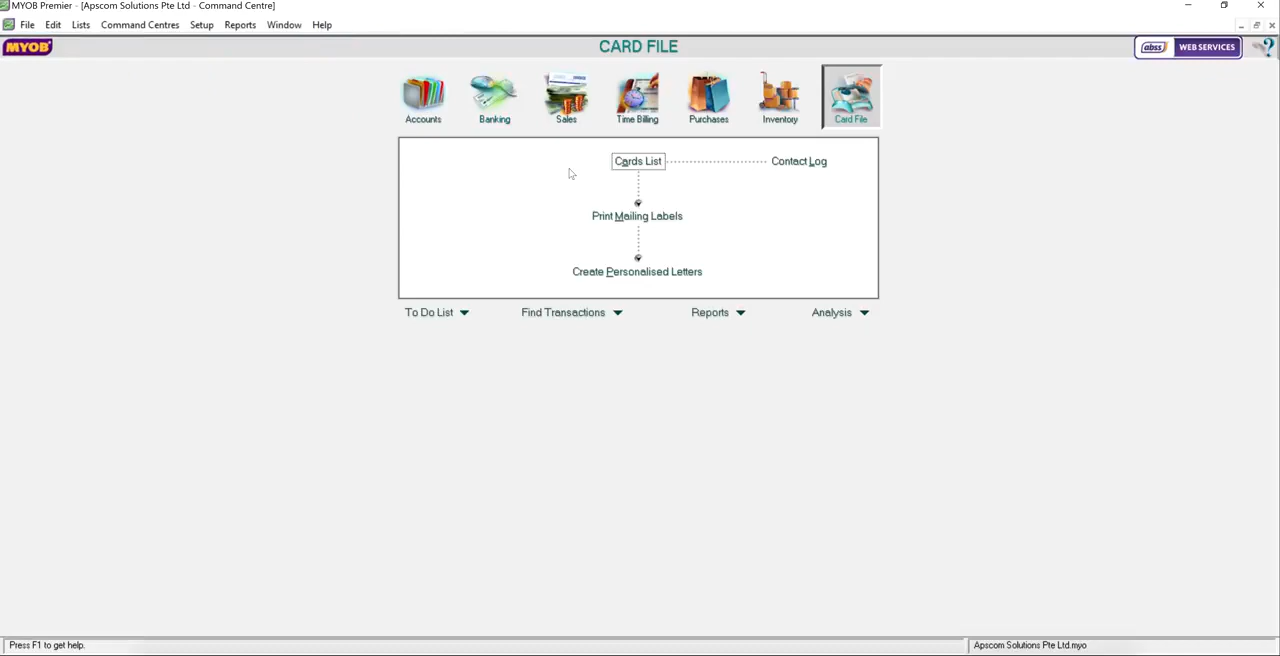 MYOB Premier - [Apscom Solutions Pte Ltd - Command Centre]
File Edit Lists Command Centres Setup Reports Window Help
MYOB CARD FILE abss WEB SERVICES ?
Accounts Banking Sales Time Billing Purchases Inventory Card File
Cards List Contact Log
Print Mailing Labels
Create Personalised Letters
To Do List Find Transactions Reports Analysis
Press F1 to get help. Apscom Solutions Pte Ltd.myo